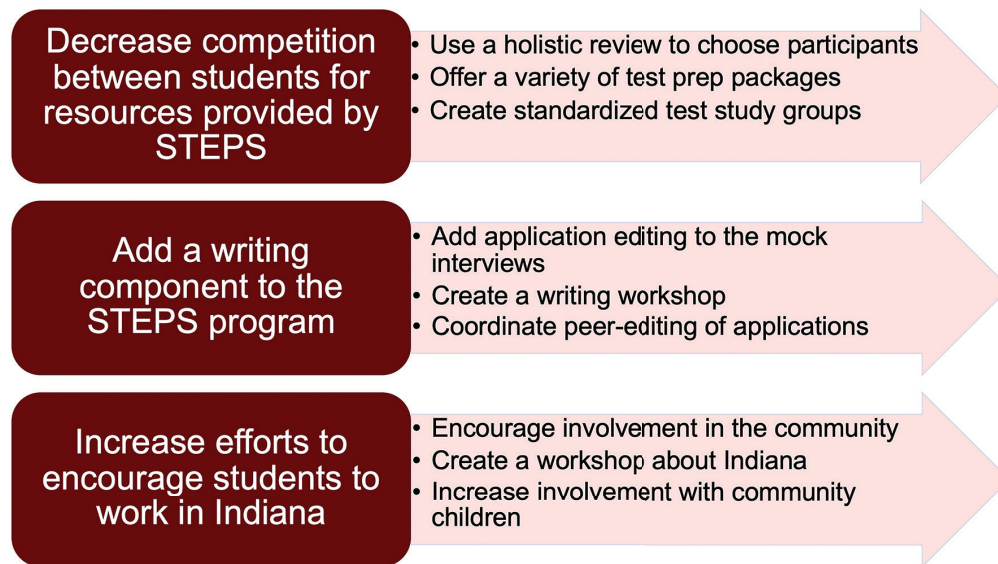 Decrease competition
between students for
resources provided by
STEPS
• Use a holistic review to choose participants
• Offer a variety of test prep packages
• Create standardized test study groups
Add a writing
component to the
STEPS program
• Add application editing to the mock
interviews
• Create a writing workshop
• Coordinate peer-editing of applications
Increase efforts to
encourage students to
work in Indiana
• Encourage involvement in the community
• Create a workshop about Indiana
• Increase involvement with community
children